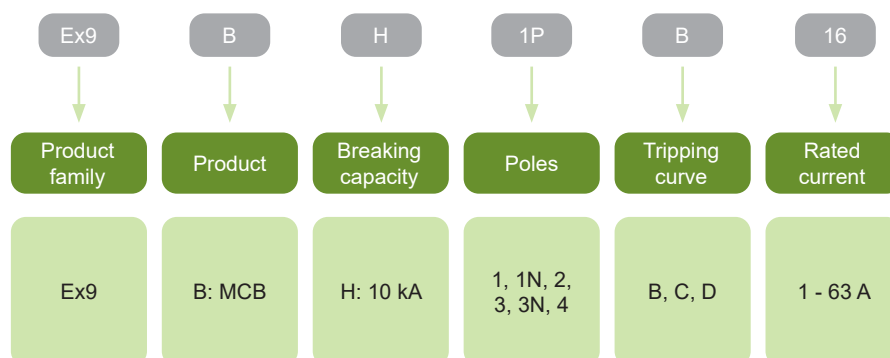 Ex9 B H 1P B 16
Product family
Product
Breaking capacity
Poles
Tripping curve
Rated current
Ex9
B: MCB
H: 10 kA
1, 1N, 2,
3, 3N, 4
B, C, D
1 - 63 A